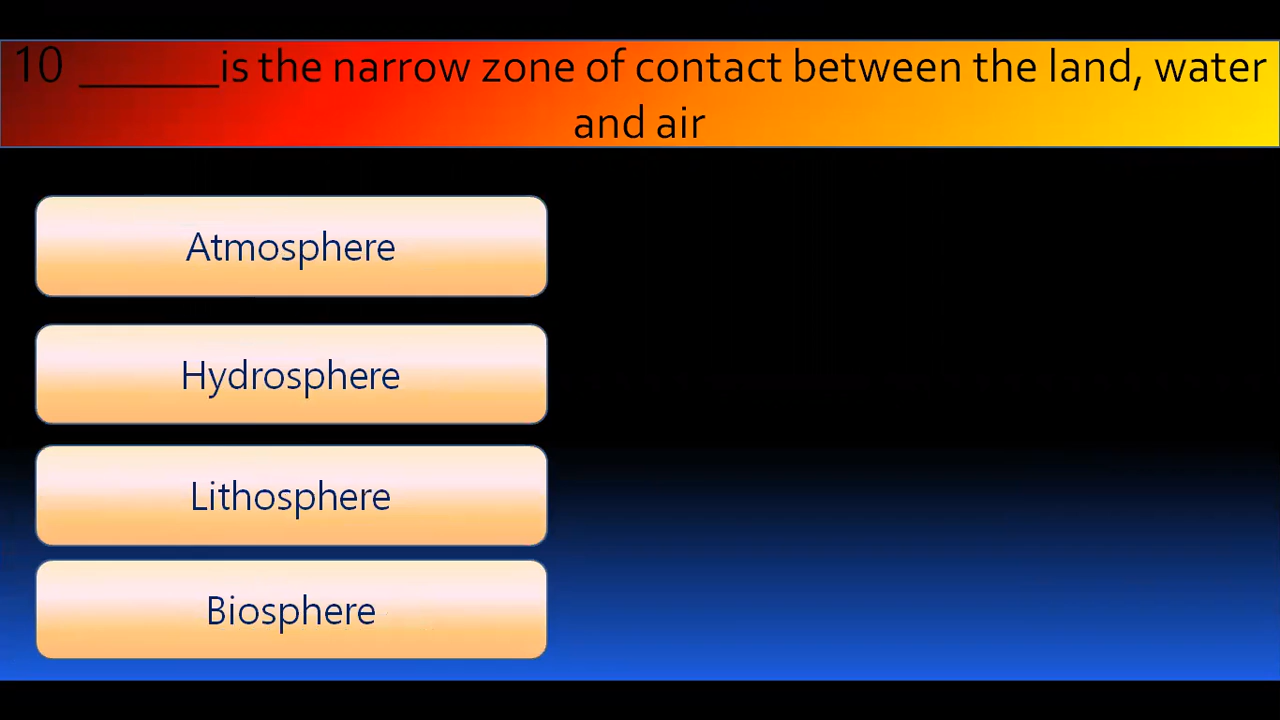 10 _______is the narrow zone of contact between the land, water
and air
Atmosphere
Hydrosphere
Lithosphere
Biosphere